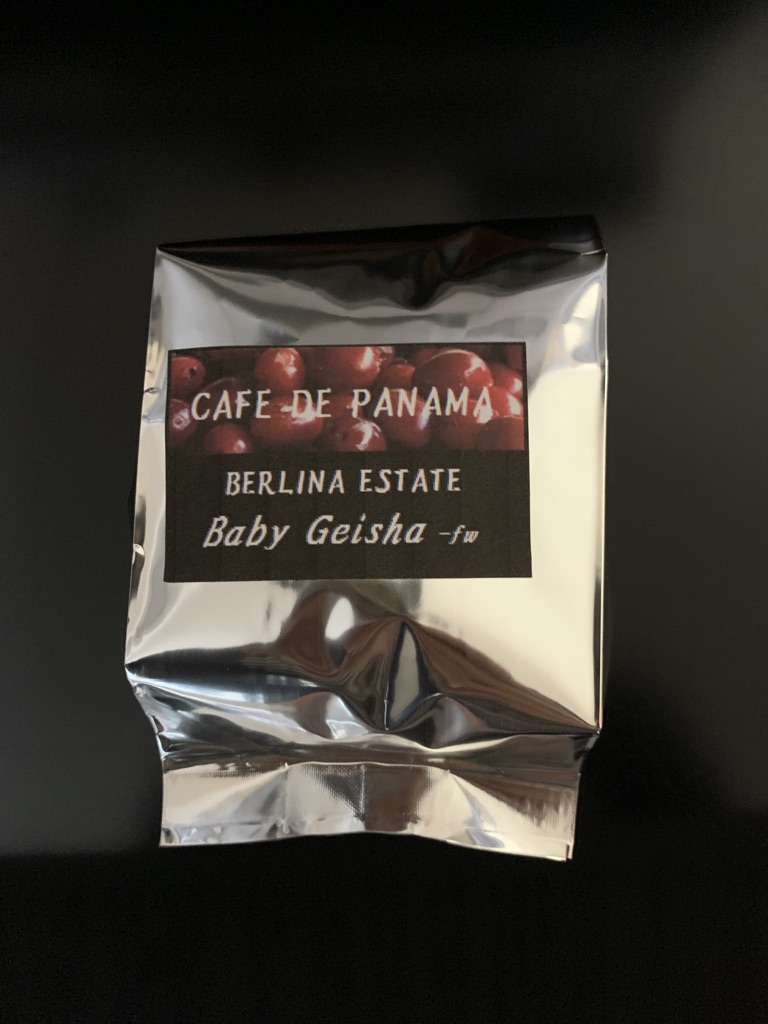 CAFE DE PANAMA
BERLINA ESTATE
Baby Geisha -fw